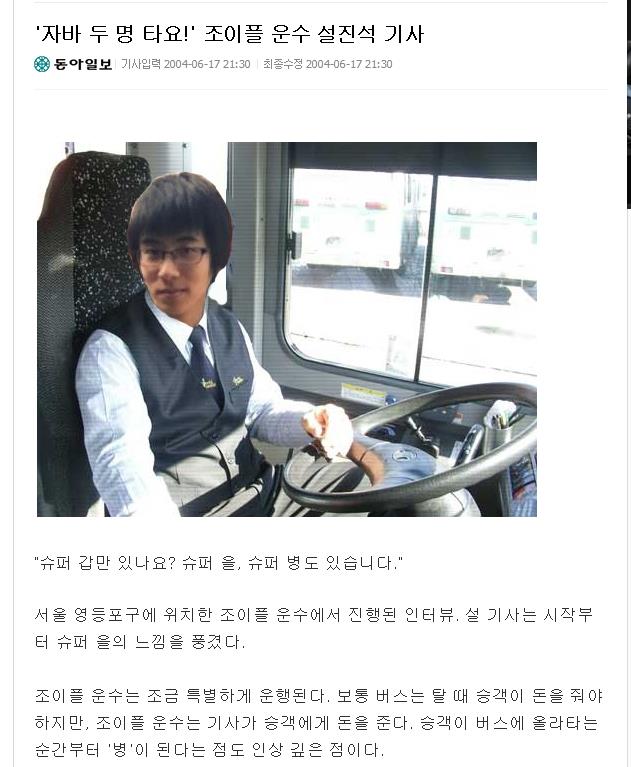 '자바 두 명 타요!' 조이플 운수 설진석 기사
동아일보 | 기사입력 2004-06-17 21:30 | 최종수정 2004-06-17 21:30
"슈퍼 갑만 있나요? 슈퍼 을, 슈퍼 병도 있습니다."
서울 영등포구에 위치한 조이플 운수에서 진행된 인터뷰. 설 기사는 시작부
터 슈퍼 을의 느낌을 풍겼다.
조이플 운수는 조금 특별하게 운행된다. 보통 버스는 탈 때 승객이 돈을 줘야
하지만, 조이플 운수는 기사가 승객에게 돈을 준다. 승객이 버스에 올라타는
순간부터 '병'이 된다는 점도 인상 깊은 점이다.